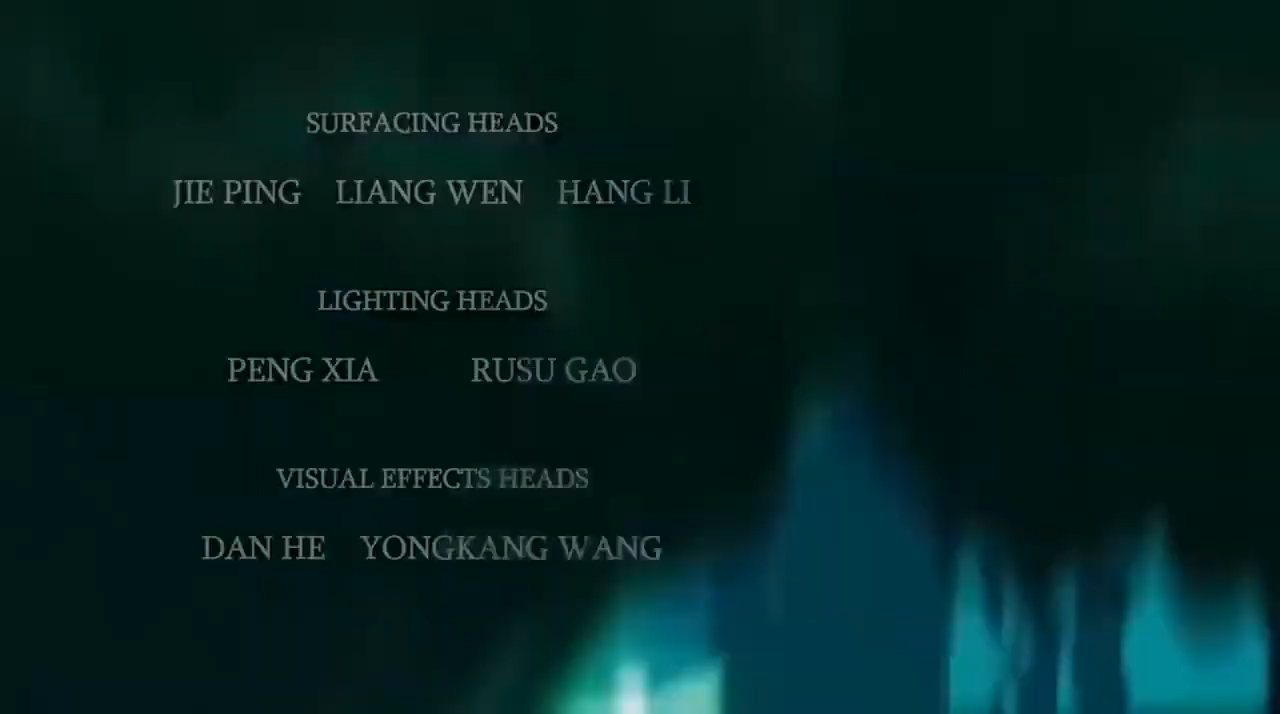 SURFACING HEADS
JIE PING LIANG WEN HANG LI
LIGHTING HEADS
PENG XIA RUSU GAO
VISUAL EFFECTS HEADS
DAN HE YONGKANG WANG